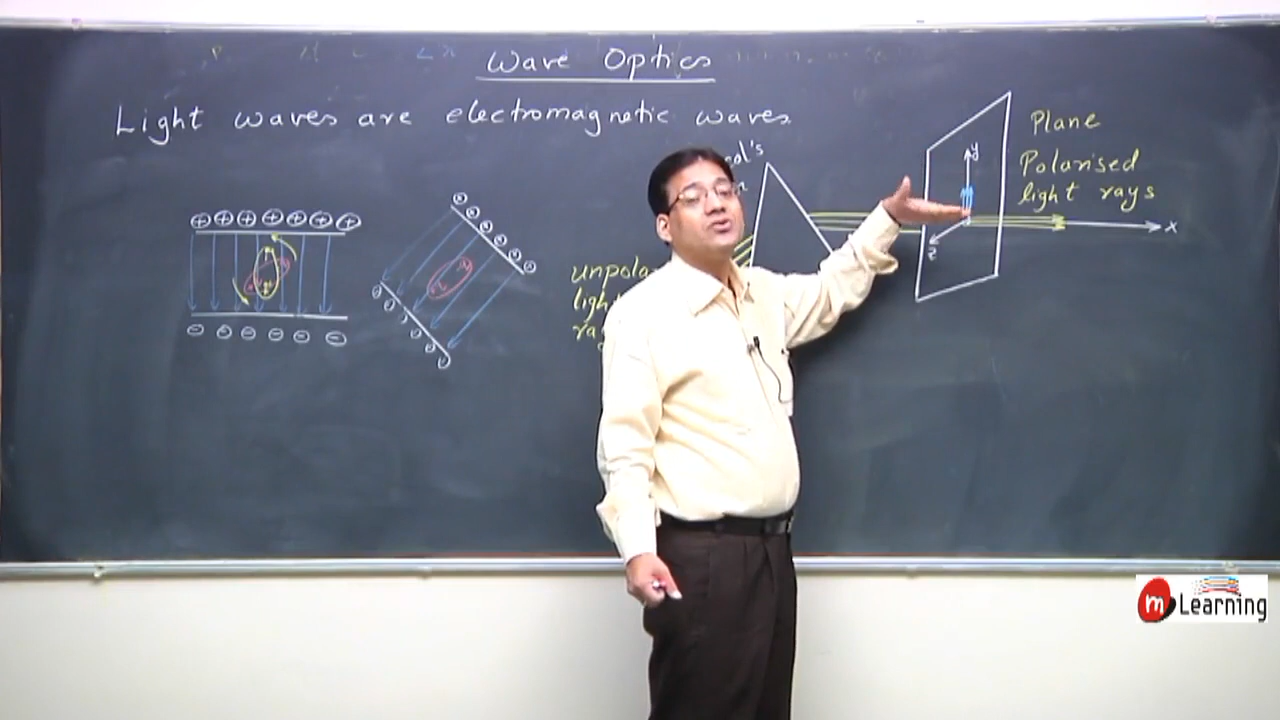 Wave Optics
Light waves are electromagnetic waves.
Plane
Polarised
light rays
y
x
z
m Learning